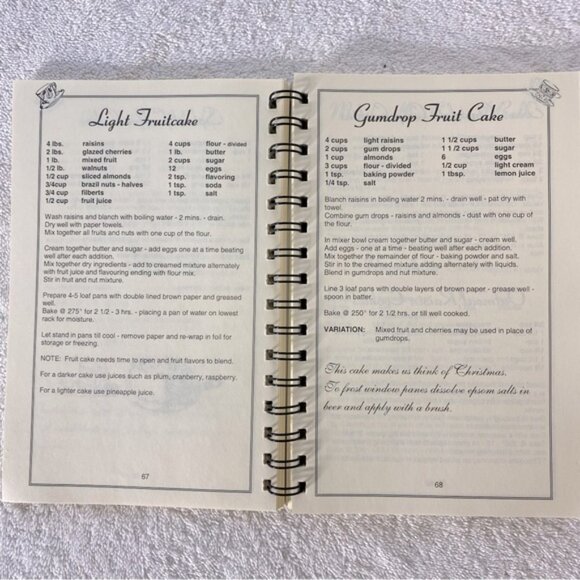 Light Fruitcake
4 lbs. raisins 4 cups flour - divided
2 lbs. glazed cherries 1 lb. butter
1 lb. mixed fruit 2 cups sugar
1/2 lb. walnuts 12 eggs
1/2 cup sliced almonds 2 tsp. flavoring
3/4cup brazil nuts - halves 1 tsp. soda
3/4 cup filberts 1 tsp. salt
1/2 cup fruit juice
Wash raisins and blanch with boiling water - 2 mins. - drain.
Dry well with paper towels.
Mix together all fruits and nuts with one cup of the flour.
Cream together butter and sugar - add eggs one at a time beating
well after each addition.
Mix together dry ingredients - add to creamed mixture alternately
with fruit juice and flavouring ending with flour mix.
Stir in fruit and nut mixture.
Prepare 4-5 loaf pans with double lined brown paper and greased
well.
Bake @ 275° for 2 1/2 - 3 hrs. - placing a pan of water on lowest
rack for moisture.
Let stand in pans till cool - remove paper and re-wrap in foil for
storage or freezing.
NOTE: Fruit cake needs time to ripen and fruit flavors to blend.
For a darker cake use juices such as plum, cranberry, raspberry.
For a lighter cake use pineapple juice.
67
Gumdrop Fruit Cake
4 cups light raisins 1 1/2 cups butter
2 cups gum drops 1 1/2 cups sugar
1 cup almonds 6 eggs
3 cups flour - divided 1/2 cup light cream
1 tsp. baking powder 1 tbsp. lemon juice
1/4 tsp. salt
Blanch raisins in boiling water 2 mins. - drain well - pat dry with
towel.
Combine gum drops - raisins and almonds - dust with one cup of
the flour.
In mixer bowl cream together butter and sugar - cream well.
Add eggs - one at a time - beating well after each addition.
Mix together the remainder of flour - baking powder and salt.
Stir in to the creamed mixture adding alternately with liquids.
Blend in gumdrops and nut mixture.
Line 3 loaf pans with double layers of brown paper - grease well -
spoon in batter.
Bake @ 250° for 2 1/2 hrs. or till well cooked.
VARIATION: Mixed fruit and cherries may be used in place of
gumdrops.
This cake makes us think of Christmas.
To frost window panes dissolve epsom salts in
beer and apply with a brush.
68